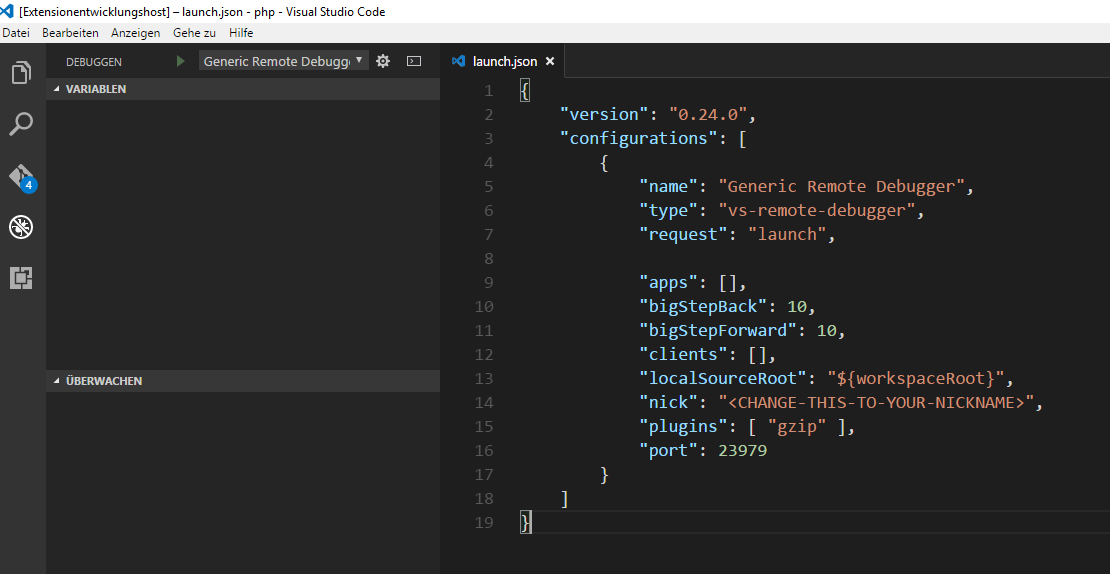 [Extensionentwicklungshost] – launch.json - php - Visual Studio Code
Datei Bearbeiten Anzeigen Gehe zu Hilfe
DEBUGGEN Generic Remote Debugg
launch.json ×
VARIABLEN
4
ÜBERWACHEN
1 {
2 "version": "0.24.0",
3 "configurations": [
4 {
5 "name": "Generic Remote Debugger",
6 "type": "vs-remote-debugger",
7 "request": "launch",
8
9 "apps": [],
10 "bigStepBack": 10,
11 "bigStepForward": 10,
12 "clients": [],
13 "localSourceRoot": "${workspaceRoot}",
14 "nick": "<CHANGE-THIS-TO-YOUR-NICKNAME>",
15 "plugins": [ "gzip" ],
16 "port": 23979
17 }
18 ]
19 }